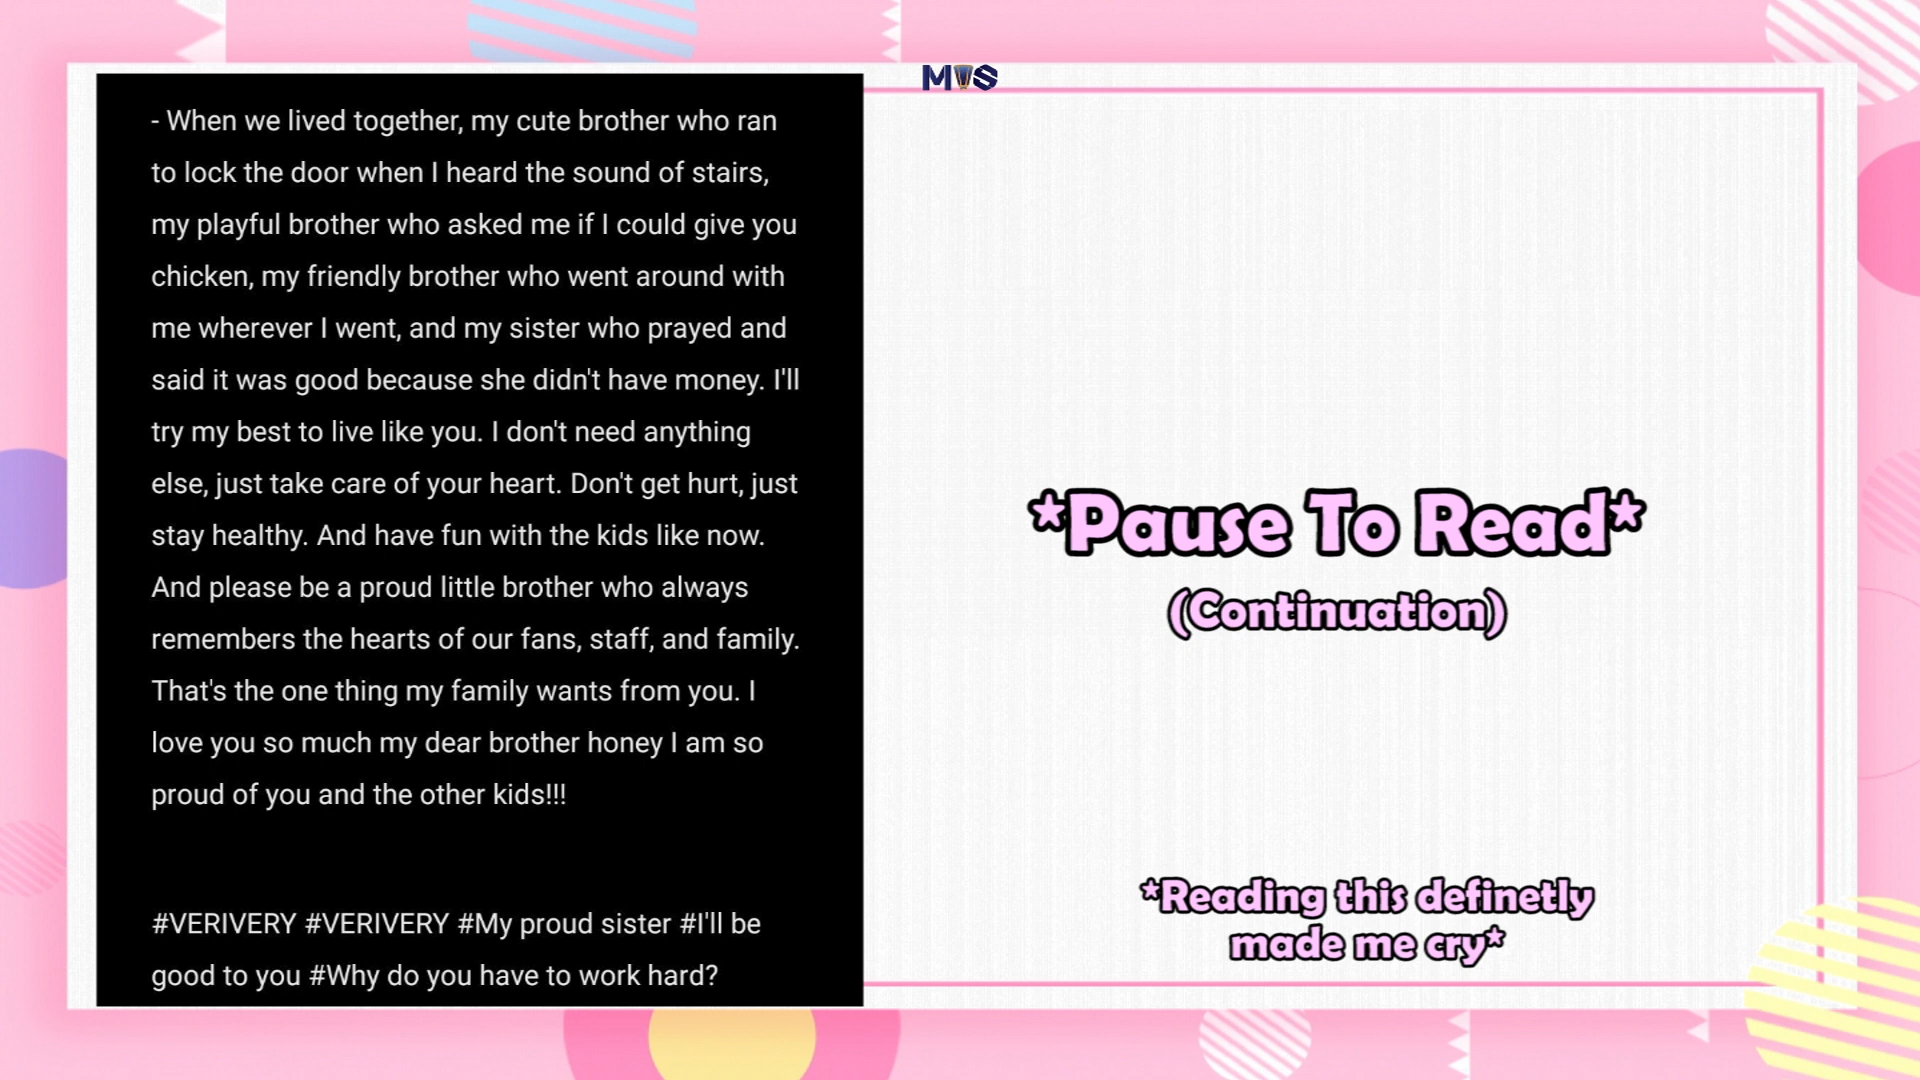 MVS
- When we lived together, my cute brother who ran
to lock the door when I heard the sound of stairs,
my playful brother who asked me if I could give you
chicken, my friendly brother who went around with
me wherever I went, and my sister who prayed and
said it was good because she didn't have money. I'll
try my best to live like you. I don't need anything
else, just take care of your heart. Don't get hurt, just
stay healthy. And have fun with the kids like now.
And please be a proud little brother who always
remembers the hearts of our fans, staff, and family.
That's the one thing my family wants from you. I
love you so much my dear brother honey I am so
proud of you and the other kids!!!
#VERIVERY #VERIVERY #My proud sister #I'll be
good to you #Why do you have to work hard?
*Pause To Read*
(Continuation)
*Reading this definetly
made me cry*